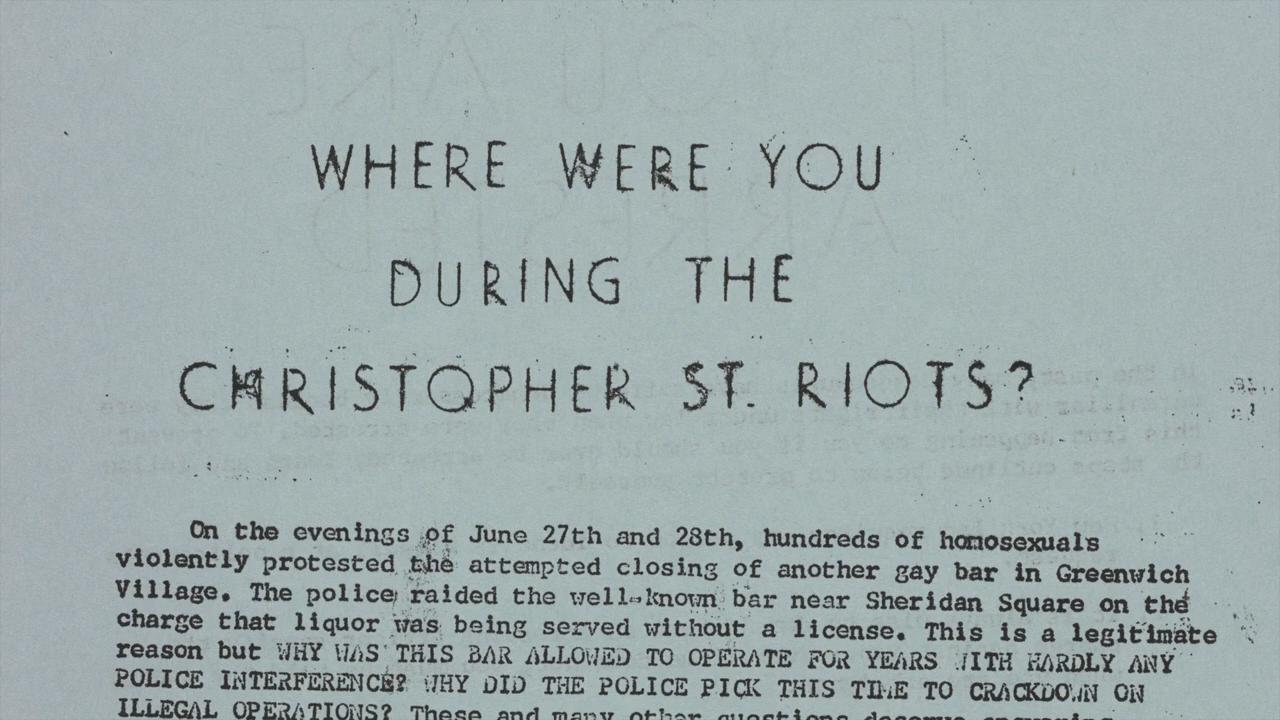 WHERE WERE YOU
DURING THE
CHRISTOPHER ST. RIOTS?
On the evenings of June 27th and 28th, hundreds of homosexuals
violently protested the attempted closing of another gay bar in Greenwich
Village. The police raided the well-known bar near Sheridan Square on the
charge that liquor was being served without a license. This is a legitimate
reason but WHY WAS THIS BAR ALLOWED TO OPERATE FOR YEARS WITH HARDLY ANY
POLICE INTERFERENCE? WHY DID THE POLICE PICK THIS TIME TO CRACKDOWN ON
ILLEGAL OPERATIONS? These and many other questions deserve answering